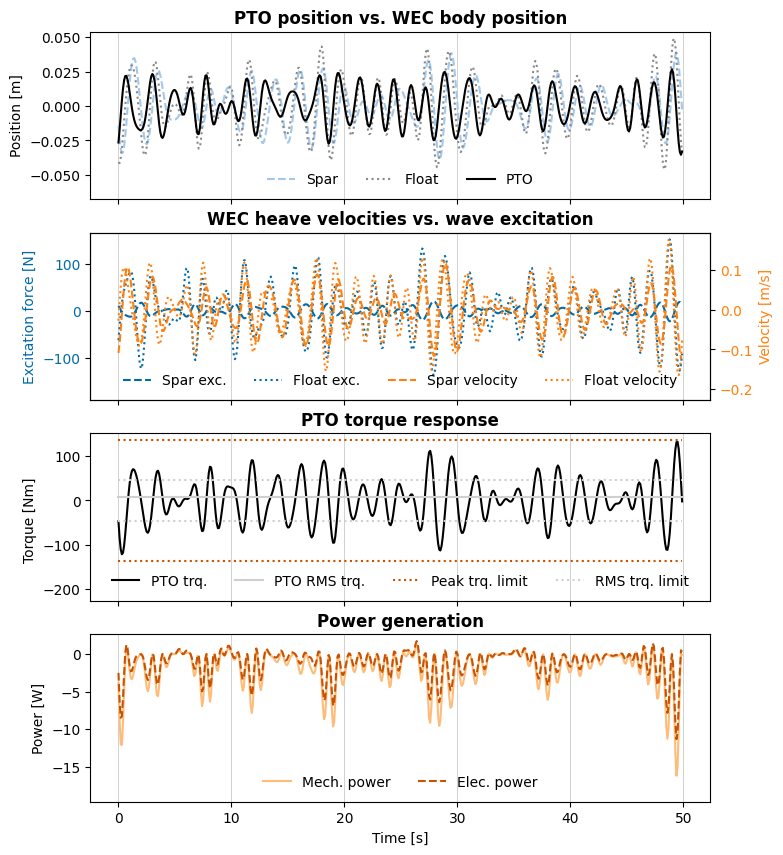 PTO position vs. WEC body position
0.050
0.025
0.000
−0.025
−0.050
Position [m]
Spar Float PTO
WEC heave velocities vs. wave excitation
100
0
−100
Excitation force [N]
0.1
0.0
−0.1
−0.2
Velocity [m/s]
Spar exc. Float exc. Spar velocity Float velocity
PTO torque response
100
0
−100
−200
Torque [Nm]
PTO trq. PTO RMS trq. Peak trq. limit RMS trq. limit
Power generation
0
−5
−10
−15
Power [W]
Mech. power Elec. power
0 10 20 30 40 50
Time [s]